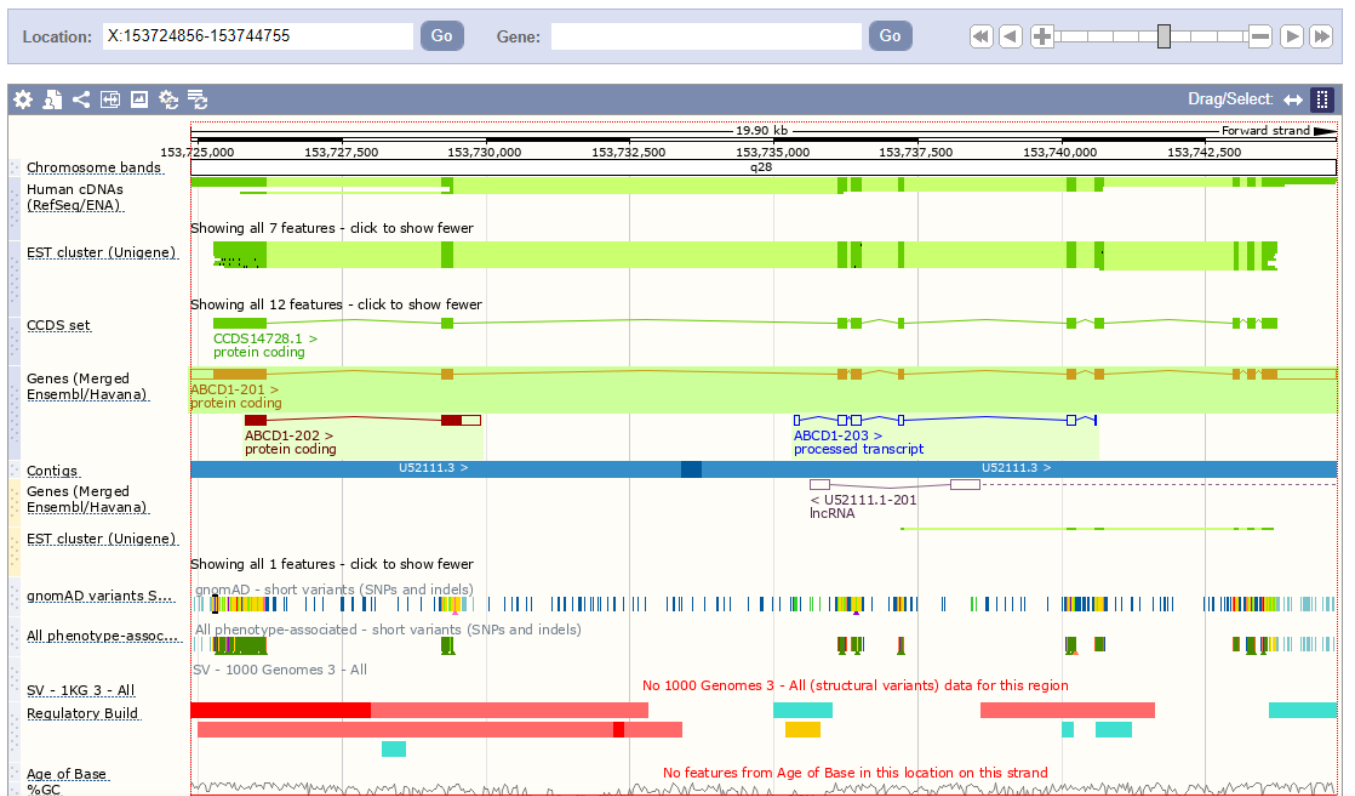 Location: X:153724856-153744755 Go Gene: Go
Drag/Select:
19.90 kb Forward strand
153,725,000 153,727,500 153,730,000 153,732,500 153,735,000 153,737,500 153,740,000 153,742,500
Chromosome bands q28
Human cDNAs
(RefSeq/ENA)
Showing all 7 features - click to show fewer
EST cluster (Unigene)
Showing all 12 features - click to show fewer
CCDS set
CCDS14728.1 >
protein coding
Genes (Merged
Ensembl/Havana)
ABCD1-201 >
protein coding
ABCD1-202 >
protein coding
ABCD1-203 >
processed transcript
Contigs U52111.3 > U52111.3 >
Genes (Merged
Ensembl/Havana)
< U52111.1-201
lncRNA
EST cluster (Unigene)
Showing all 1 features - click to show fewer
gnomAD variants S...
gnomAD - short variants (SNPs and indels)
All phenotype-assoc...
All phenotype-associated - short variants (SNPs and indels)
SV - 1000 Genomes 3 - All
SV - 1KG 3 - All
No 1000 Genomes 3 - All (structural variants) data for this region
Regulatory Build
Age of Base
No features from Age of Base in this location on this strand
%GC